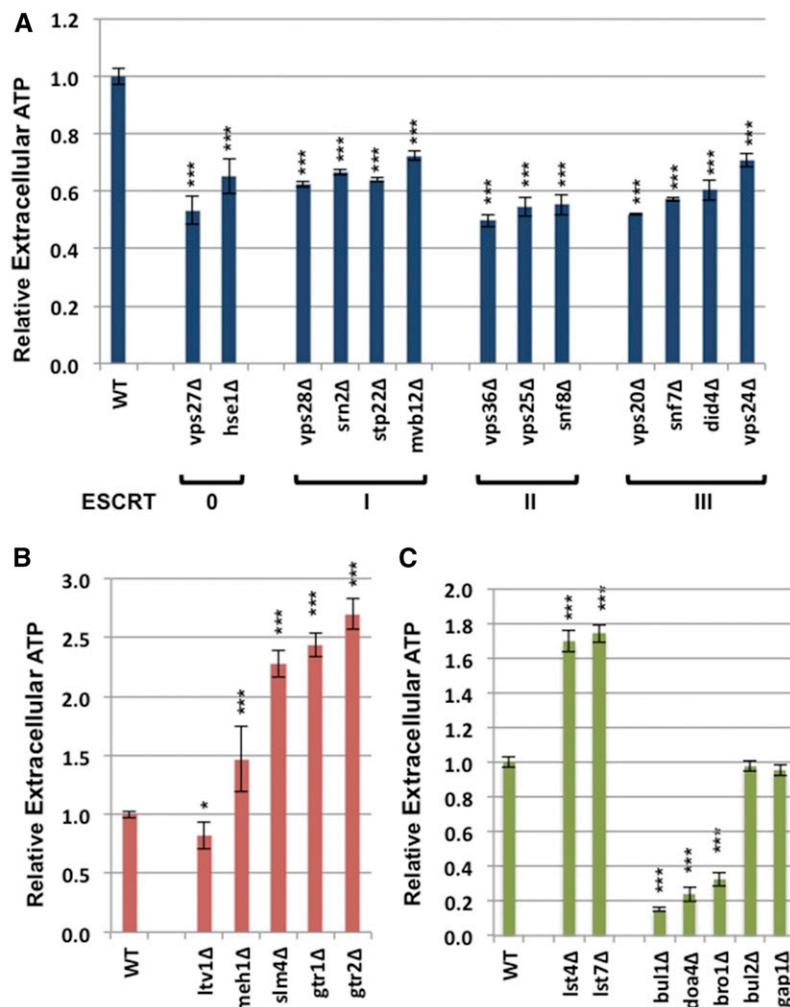 A
Relative Extracellular ATP
1.2
1.0
0.8
0.6
0.4
0.2
0.0
***
***
***
***
***
***
***
***
***
***
***
***
***
WT
vps27Δ
hse1Δ
vps28Δ
srn2Δ
stp22Δ
mvb12Δ
vps36Δ
vps25Δ
snf8Δ
vps20Δ
snf7Δ
did4Δ
vps24Δ
ESCRT 0 I II III
B
Relative Extracellular ATP
3.0
2.5
2.0
1.5
1.0
0.5
0.0
*
***
***
***
***
WT
ltv1Δ
meh1Δ
slm4Δ
gtr1Δ
gtr2Δ
C
Relative Extracellular ATP
2.0
1.8
1.6
1.4
1.2
1.0
0.8
0.6
0.4
0.2
0.0
***
***
***
***
***
WT
lst4Δ
lst7Δ
bul1Δ
doa4Δ
bro1Δ
bul2Δ
gap1Δ